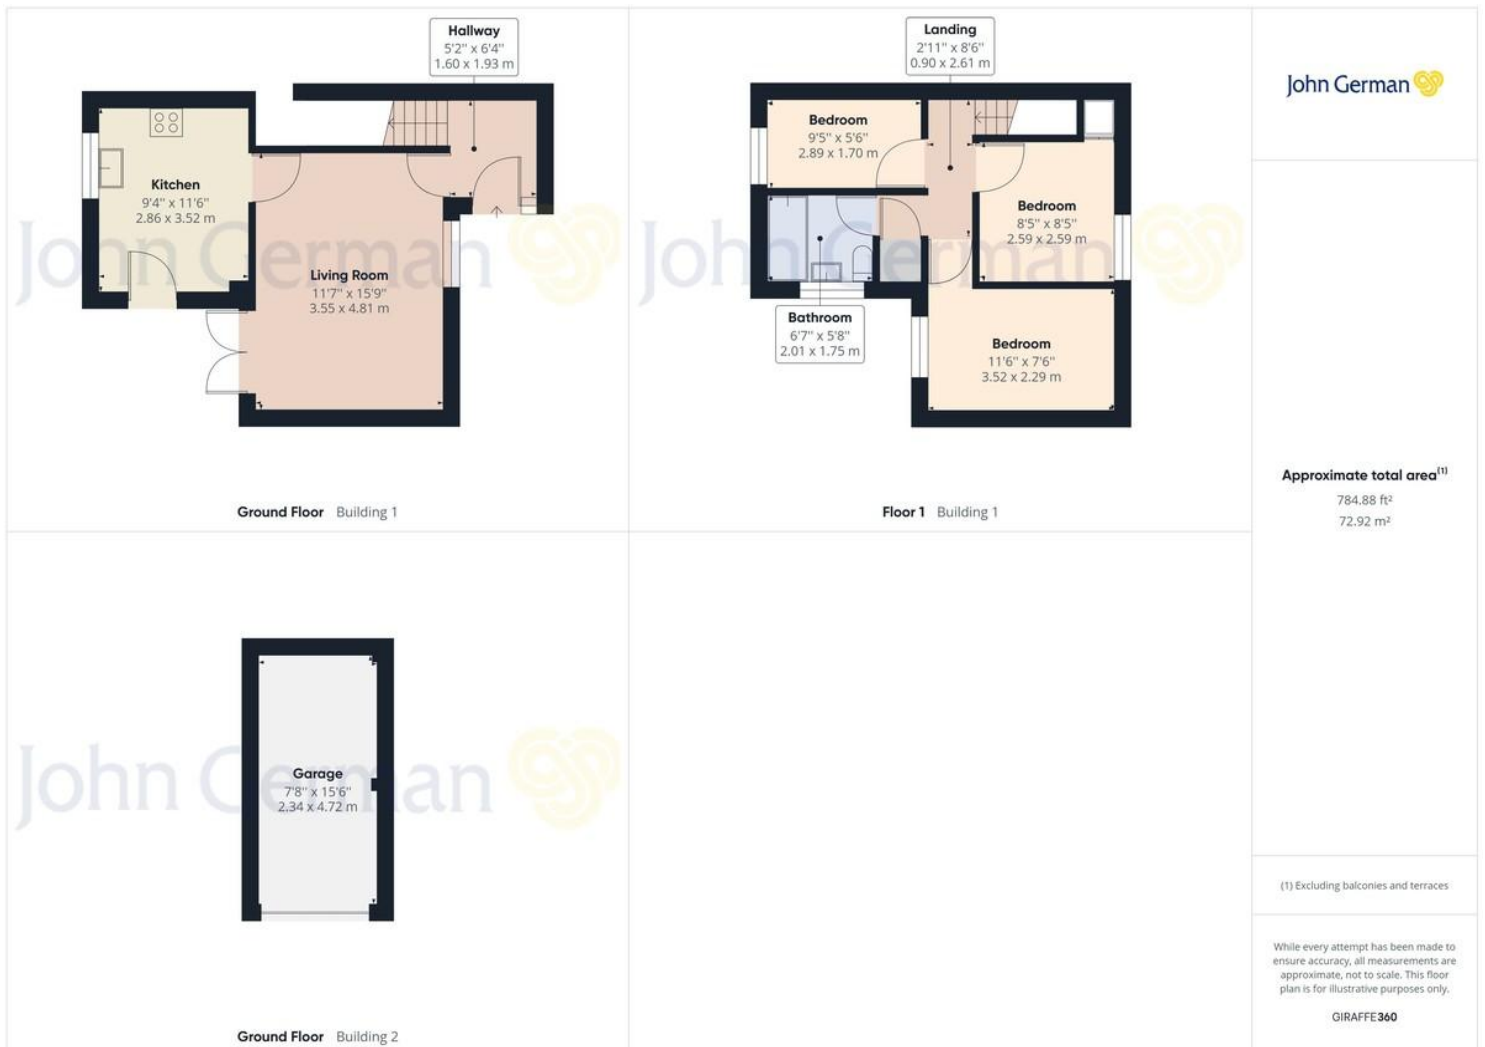 Hallway
5'2" x 6'4"
1.60 x 1.93 m
Kitchen
9'4" x 11'6"
2.86 x 3.52 m
Living Room
11'7" x 15'9"
3.55 x 4.81 m
John German
Ground Floor Building 1
Landing
2'11" x 8'6"
0.90 x 2.61 m
Bedroom
9'5" x 5'6"
2.89 x 1.70 m
Bedroom
8'5" x 8'5"
2.59 x 2.59 m
Bathroom
6'7" x 5'8"
2.01 x 1.75 m
Bedroom
11'6" x 7'6"
3.52 x 2.29 m
John German
Floor 1 Building 1
Garage
7'8" x 15'6"
2.34 x 4.72 m
John German
Ground Floor Building 2
John German
Approximate total area(1)
784.88 ft²
72.92 m²
(1) Excluding balconies and terraces
While every attempt has been made to
ensure accuracy, all measurements are
approximate, not to scale. This floor
plan is for illustrative purposes only.
GIRAFFE360